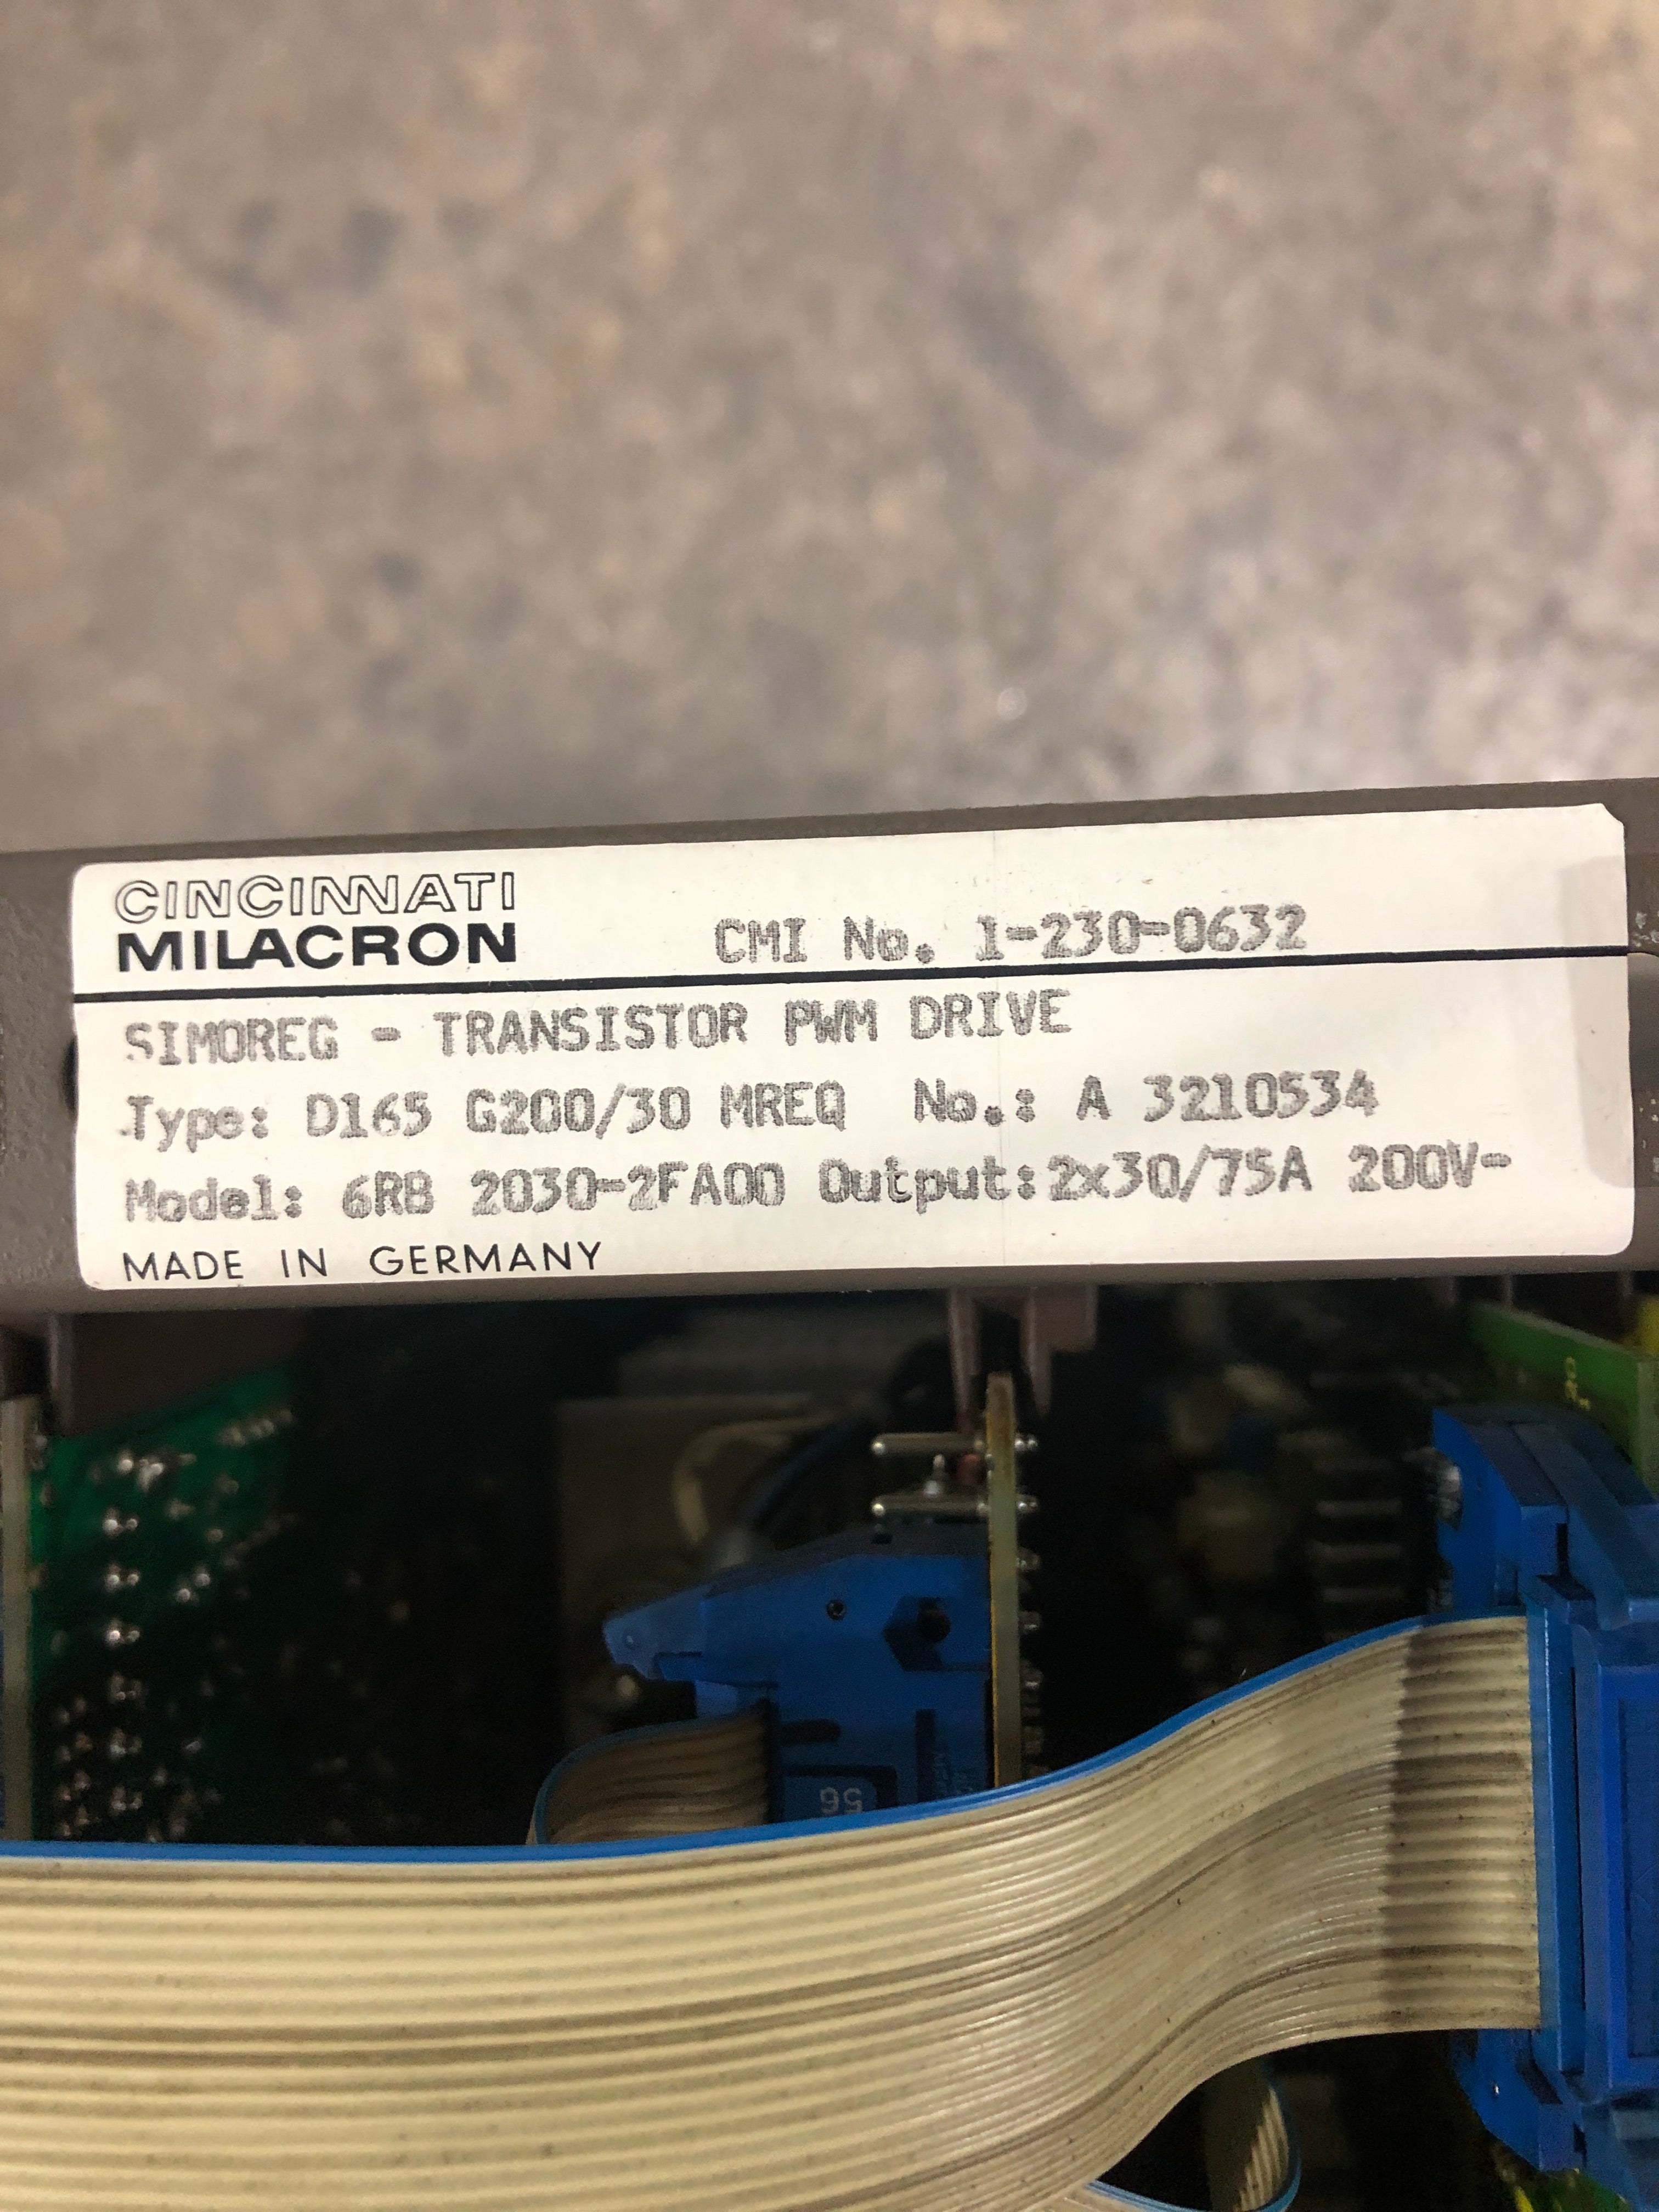 CINCINNATI
MILACRON
CMI No. 1-230-0632
SIMOREG - TRANSISTOR PWM DRIVE
Type: D165 G200/30 MREQ No.: A 3210534
Model: 6RB 2030-2FA00 Output:2x30/75A 200V-
MADE IN GERMANY
56